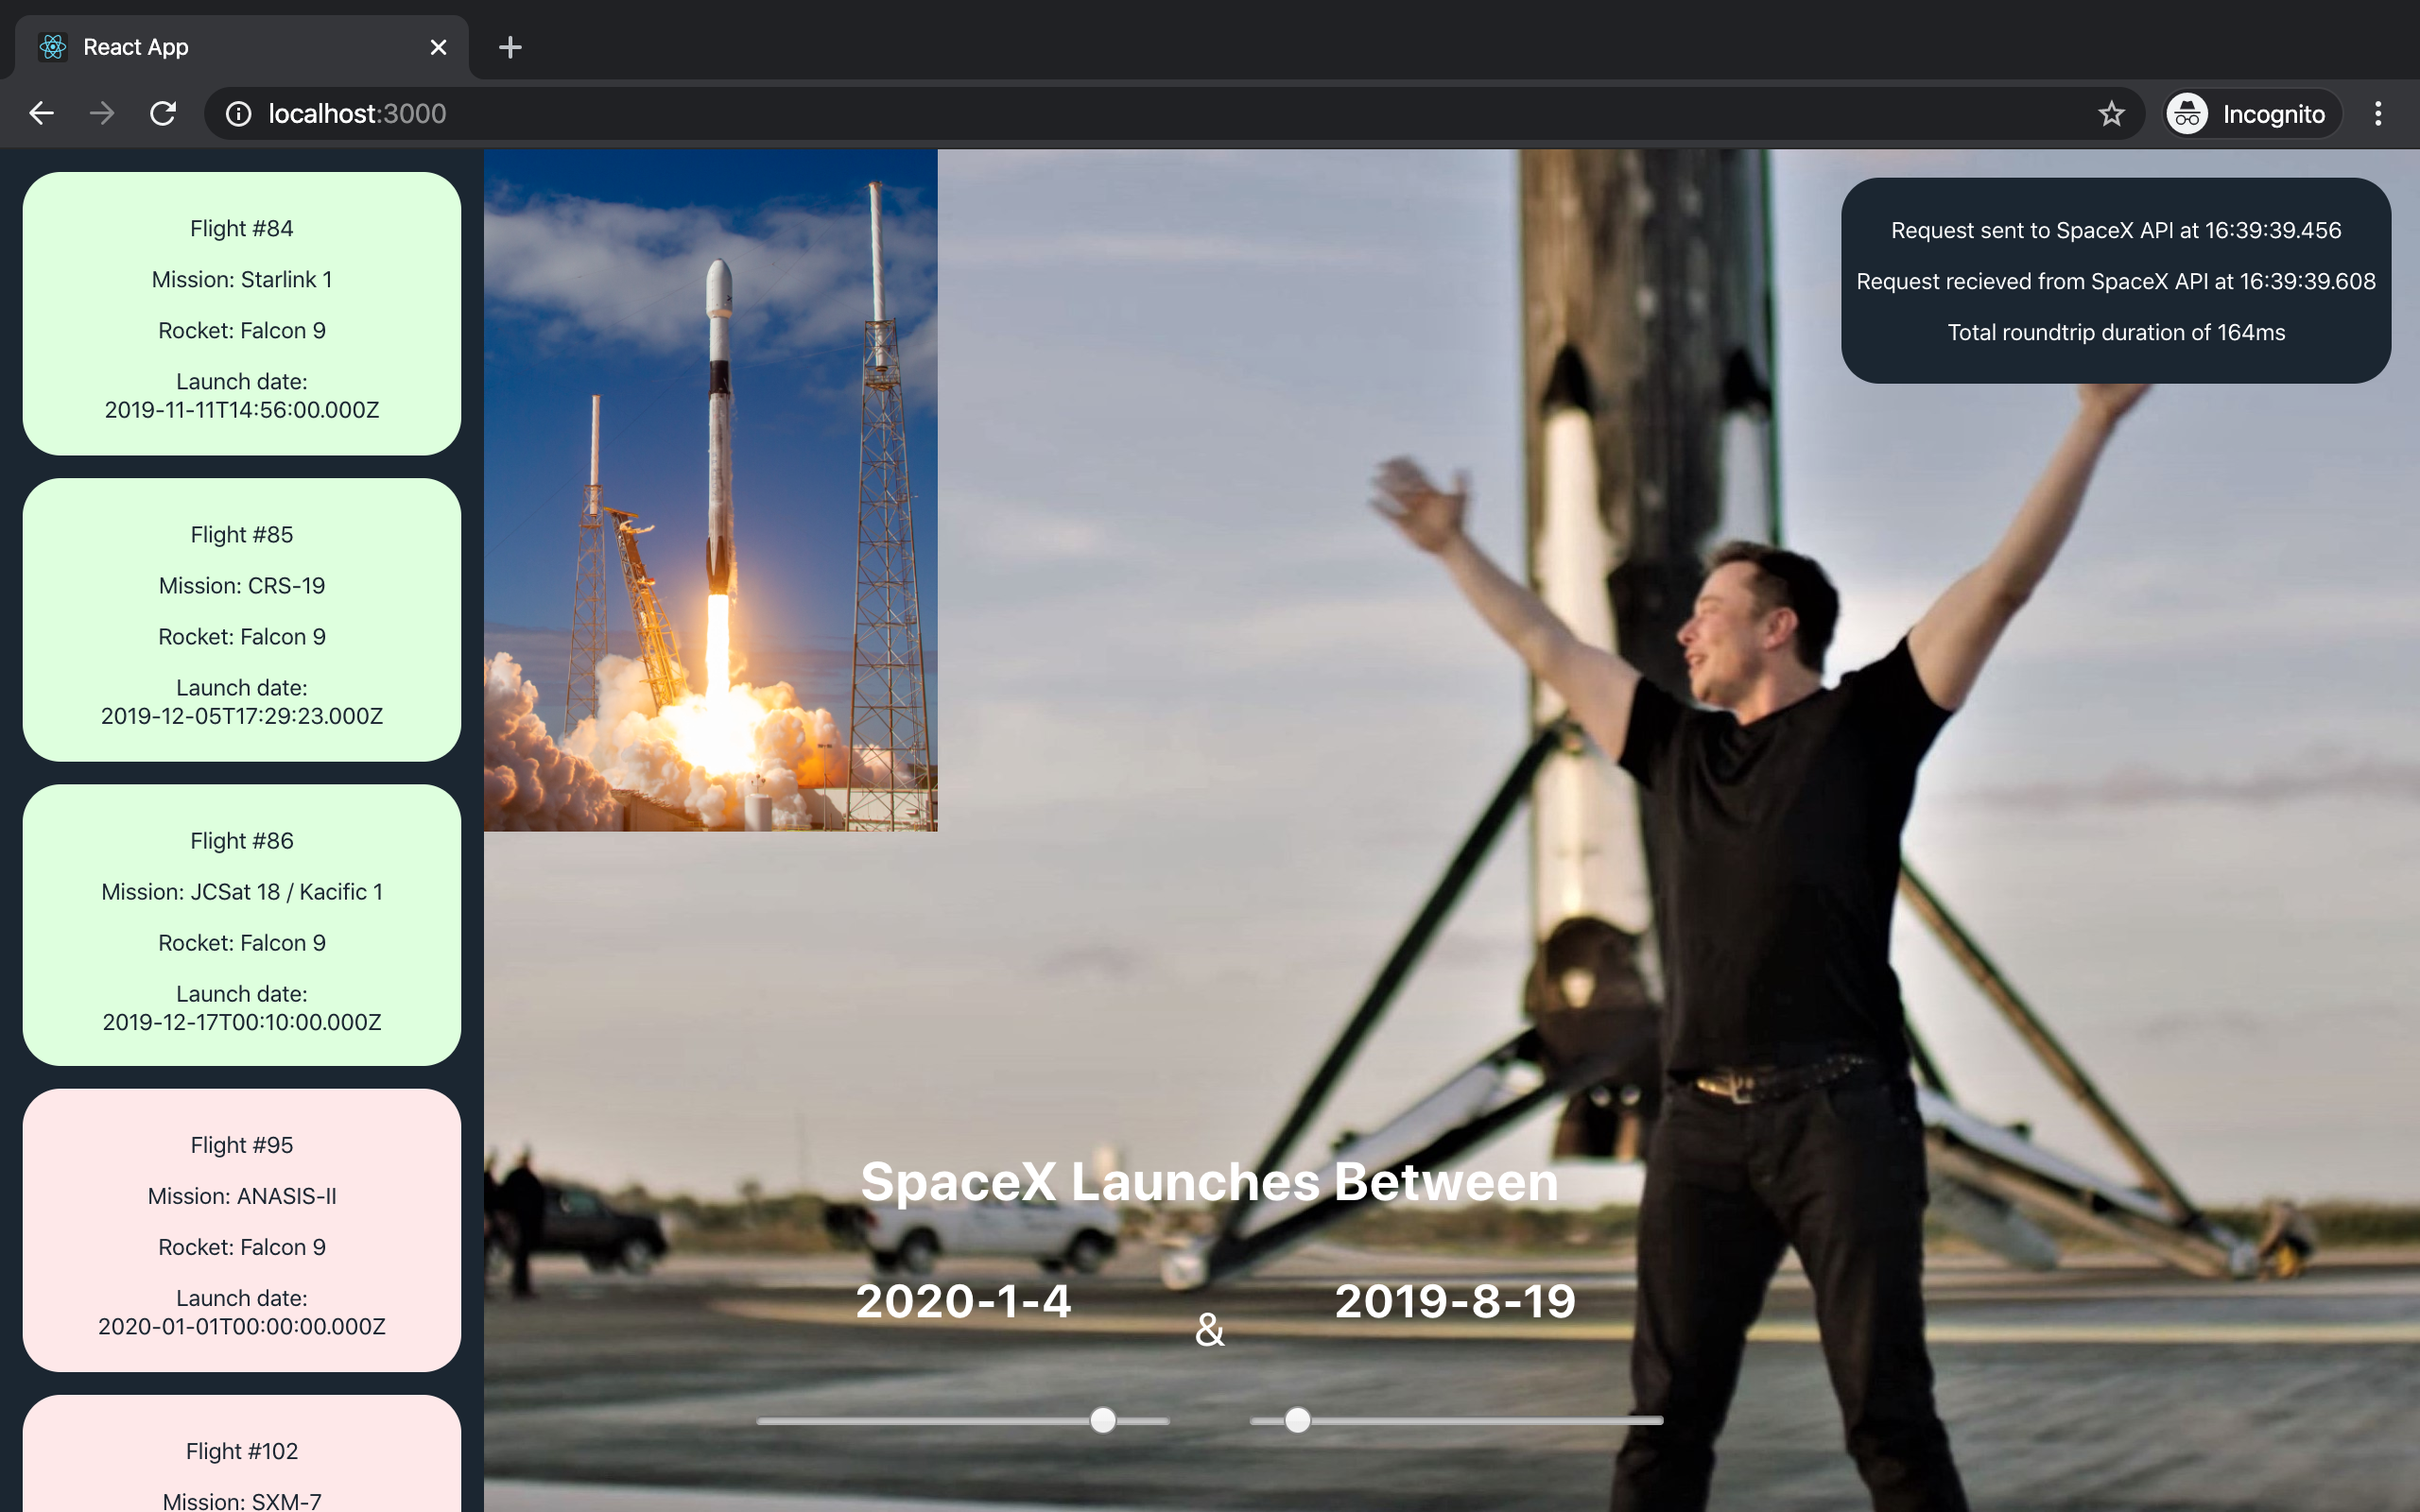 React App
localhost:3000
Incognito
Flight #84
Mission: Starlink 1
Rocket: Falcon 9
Launch date:
2019-11-11T14:56:00.000Z
Flight #85
Mission: CRS-19
Rocket: Falcon 9
Launch date:
2019-12-05T17:29:23.000Z
Flight #86
Mission: JCSat 18 / Kacific 1
Rocket: Falcon 9
Launch date:
2019-12-17T00:10:00.000Z
Flight #95
Mission: ANASIS-II
Rocket: Falcon 9
Launch date:
2020-01-01T00:00:00.000Z
Flight #102
Mission: SXM-7
Request sent to SpaceX API at 16:39:39.456
Request recieved from SpaceX API at 16:39:39.608
Total roundtrip duration of 164ms
SpaceX Launches Between
2020-1-4 & 2019-8-19